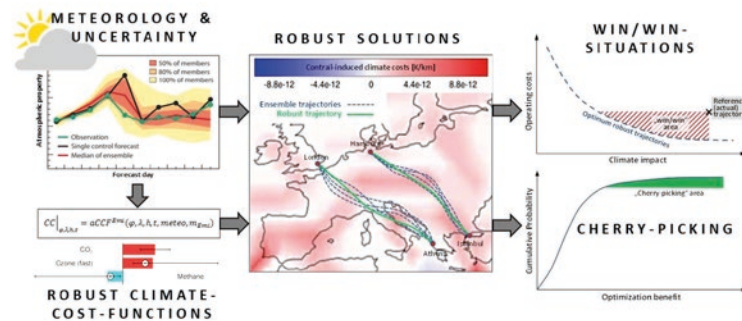 METEOROLOGY &
UNCERTAINTY
50% of members
80% of members
100% of members
Atmospheric property
Observation
Single control forecast
Median of ensemble
Forecast day
ROBUST CLIMATE-
COST-FUNCTIONS
CO₂
Methane
ROBUST SOLUTIONS
Contrail-induced climate costs [K/km]
-8.8e-12 -4.4e-12 0 4.4e-12 8.8e-12
Ensemble trajectories
Robust trajectory
London
Istanbul
WIN/WIN-
SITUATIONS
Operating costs
Reference
(actual)
trajectory
„win/win"
area
Optimum robust trajectories
Climate impact
„Cherry picking" area
Cumulative Probability
CHERRY-PICKING
Optimization benefit